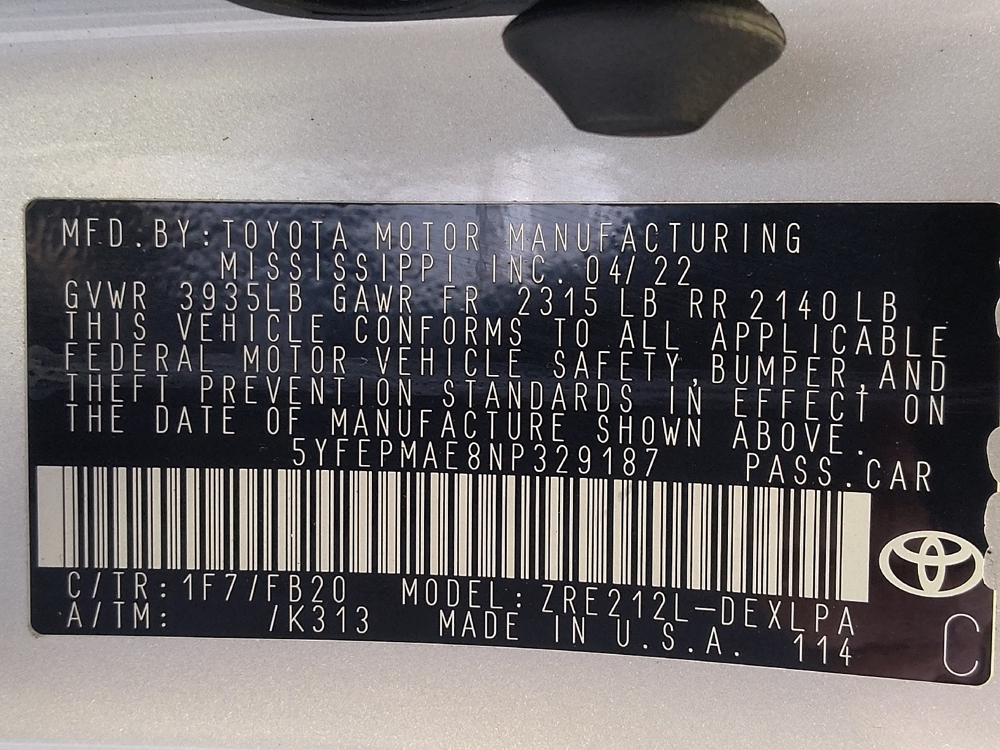 MFD.BY:TOYOTA MOTOR MANUFACTURING
MISSISSIPPI INC. 04/22
GVWR 3935LB GAWR FR 2315 LB RR 2140 LB
THIS VEHICLE CONFORMS TO ALL APPLICABLE
FEDERAL MOTOR VEHICLE SAFETY,BUMPER,AND
THEFT PREVENTION STANDARDS IN EFFECT ON
THE DATE OF MANUFACTURE SHOWN ABOVE.
5YFEPMAE8NP329187 PASS.CAR
C/TR:1F7/FB20 MODEL:ZRE212L-DEXLPA
A/TM: /K313 MADE IN U.S.A. 114
C